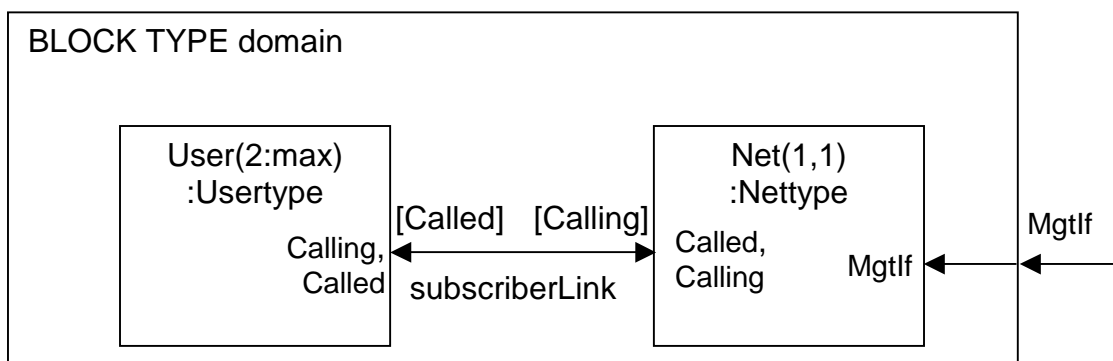 BLOCK TYPE domain
User(2:max)
:Usertype
Calling,
Called
[Called]
[Calling]
subscriberLink
Net(1,1)
:Nettype
Called,
Calling
MgtIf
MgtIf